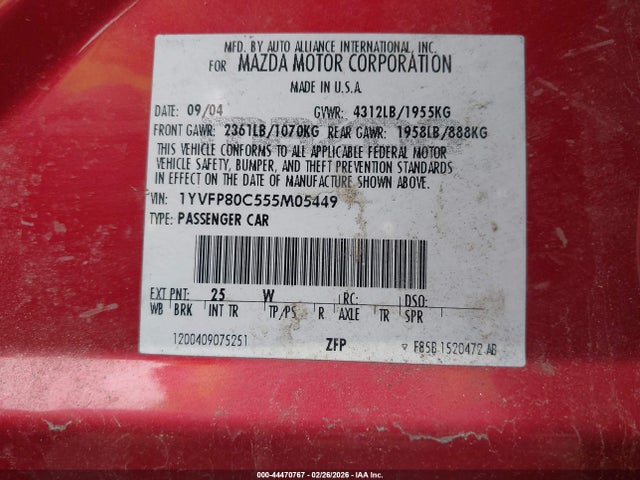 MFD. BY AUTO ALLIANCE INTERNATIONAL, INC.
FOR MAZDA MOTOR CORPORATION
MADE IN U.S.A.
DATE: 09/04 GVWR: 4312LB/1955KG
FRONT GAWR: 2361LB/1070KG REAR GAWR: 1958LB/888KG
THIS VEHICLE CONFORMS TO ALL APPLICABLE FEDERAL MOTOR
VEHICLE SAFETY, BUMPER, AND THEFT PREVENTION STANDARDS
IN EFFECT ON THE DATE OF MANUFACTURE SHOWN ABOVE.
VIN: 1YVFP80C555M05449
TYPE: PASSENGER CAR
EXT PNT: 25 W RC: DSO:
WB BRK INT TR TP/PS R AXLE TR SPR
1200409075251 ZFP F85B 1520472 AB
000-44470767 - 02/26/2026 - IAA Inc.